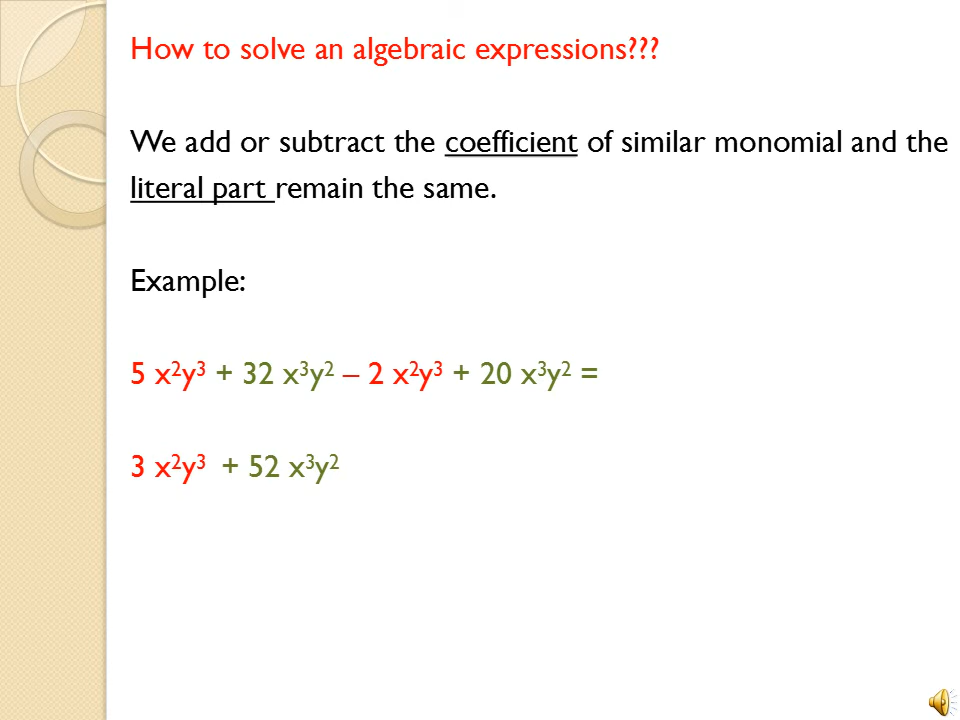 How to solve an algebraic expressions???
We add or subtract the coefficient of similar monomial and the
literal part remain the same.
Example:
5 x²y³ + 32 x³y² – 2 x²y³ + 20 x³y² =
3 x²y³ + 52 x³y²